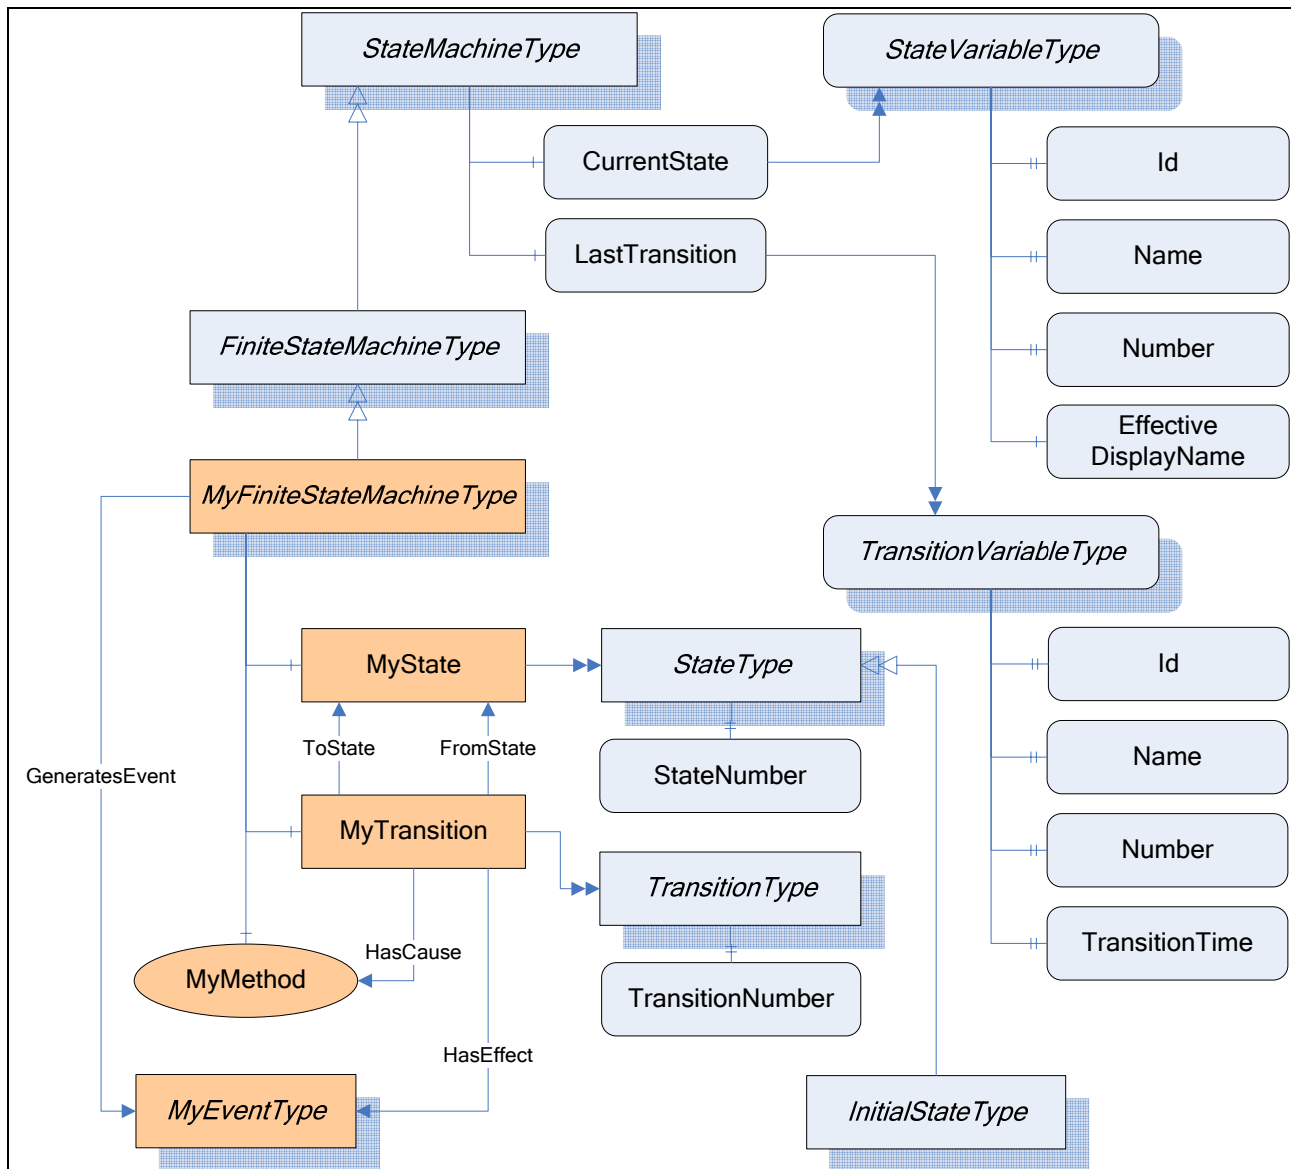 StateMachineType
StateVariableType
CurrentState
Id
LastTransition
Name
FiniteStateMachineType
Number
Effective
DisplayName
MyFiniteStateMachineType
TransitionVariableType
MyState
StateType
Id
ToState
FromState
Name
GeneratesEvent
StateNumber
MyTransition
Number
TransitionType
HasCause
TransitionTime
MyMethod
TransitionNumber
HasEffect
MyEventType
InitialStateType